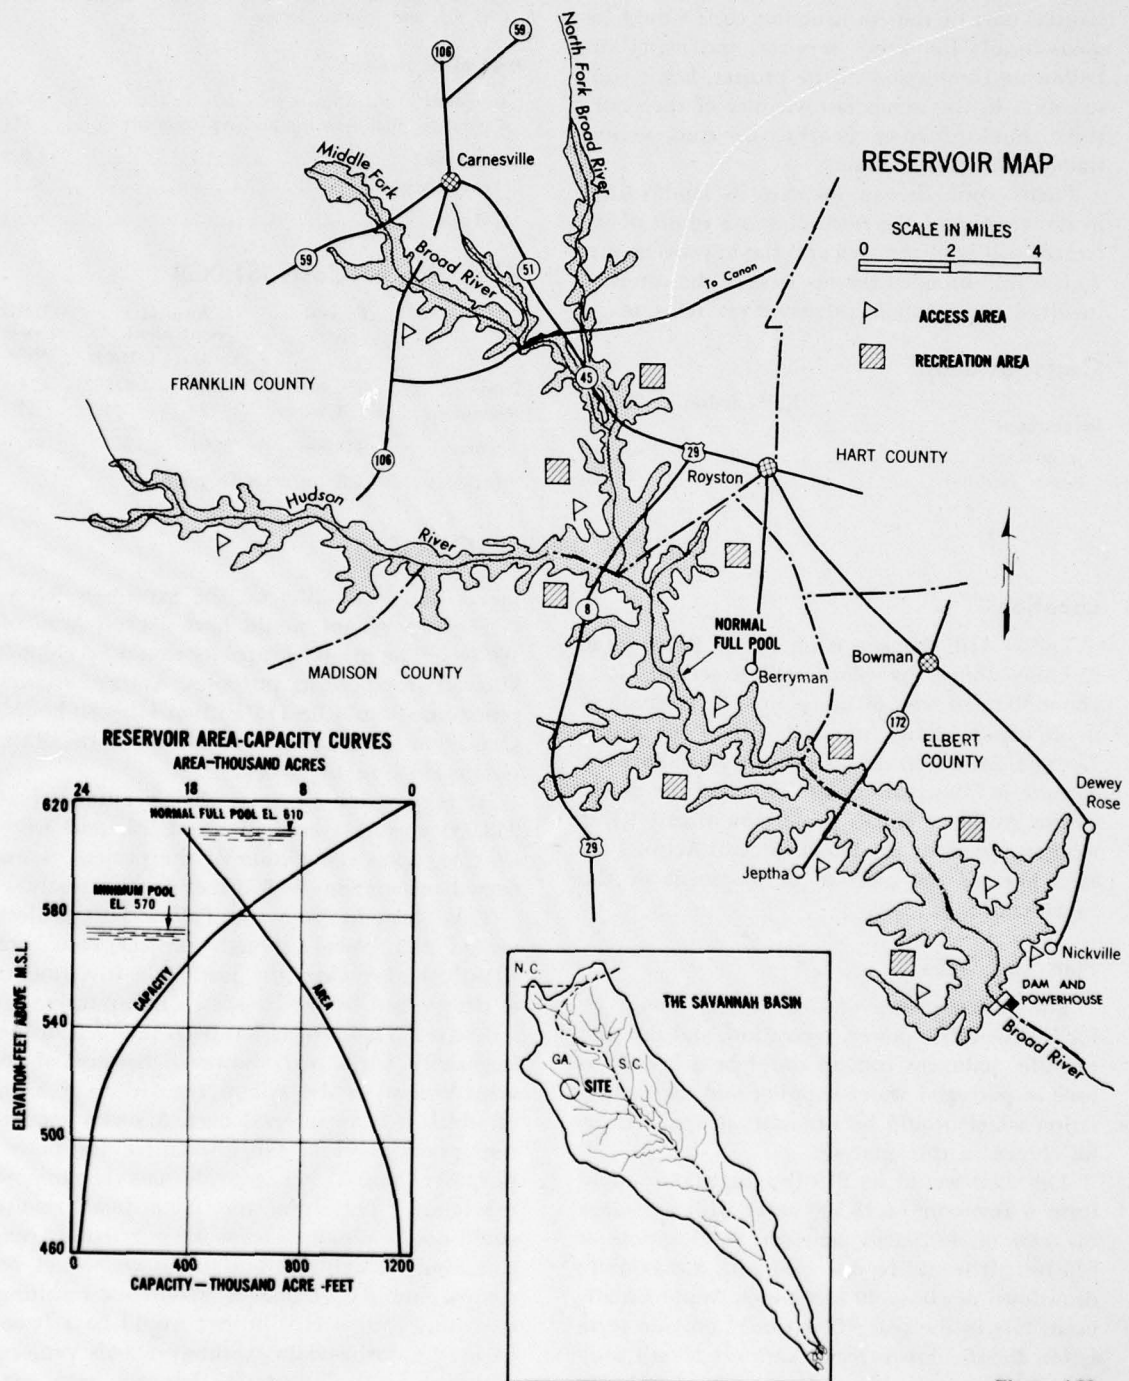 59
106
North Fork Broad River
Carnesville
Middle Fork
Broad River
59
51
To Canon
RESERVOIR MAP
SCALE IN MILES
0 2 4
ACCESS AREA
RECREATION AREA
FRANKLIN COUNTY
45
106
29
Royston
HART COUNTY
Hudson
River
8
NORMAL
FULL POOL
Berryman
Bowman
MADISON COUNTY
172
ELBERT
COUNTY
Dewey
Rose
29
Jeptha
Nickville
DAM AND
POWERHOUSE
Broad River
RESERVOIR AREA-CAPACITY CURVES
AREA-THOUSAND ACRES
24 18 8 0
620
NORMAL FULL POOL EL. 610
MINIMUM POOL
EL. 570
580
CAPACITY
AREA
540
500
460
ELEVATION-FEET ABOVE M.S.L.
400 800 1200
CAPACITY—THOUSAND ACRE-FEET
N.C.
THE SAVANNAH BASIN
GA.
S.C.
SITE